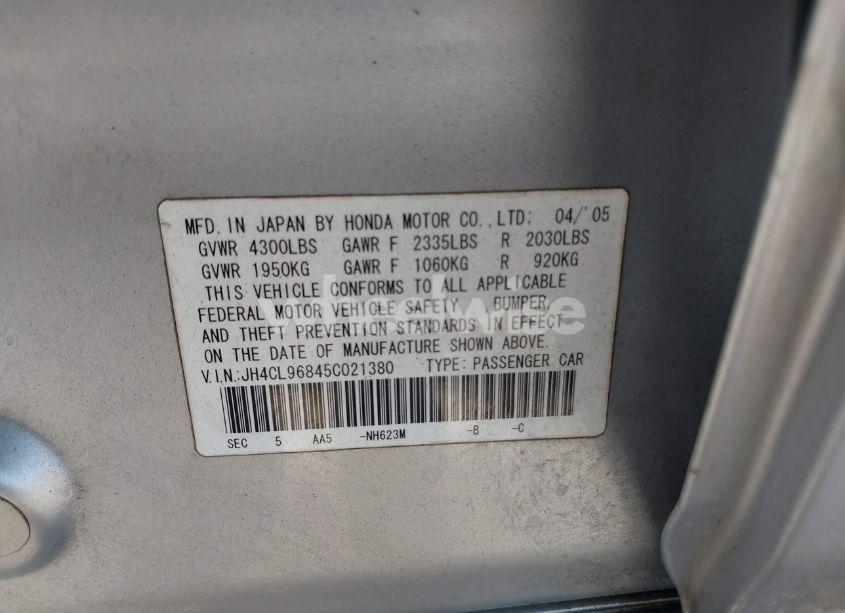 MFD. IN JAPAN BY HONDA MOTOR CO.,LTD: 04/'05
GVWR 4300LBS GAWR F 2335LBS R 2030LBS
GVWR 1950KG GAWR F 1060KG R 920KG
THIS VEHICLE CONFORMS TO ALL APPLICABLE
FEDERAL MOTOR VEHICLE SAFETY, BUMPER,
AND THEFT PREVENTION STANDARDS IN EFFECT
ON THE DATE OF MANUFACTURE SHOWN ABOVE.
V.I.N.:JH4CL96845C021380 TYPE: PASSENGER CAR
SEC 5 AA5 -NH623M -B -C